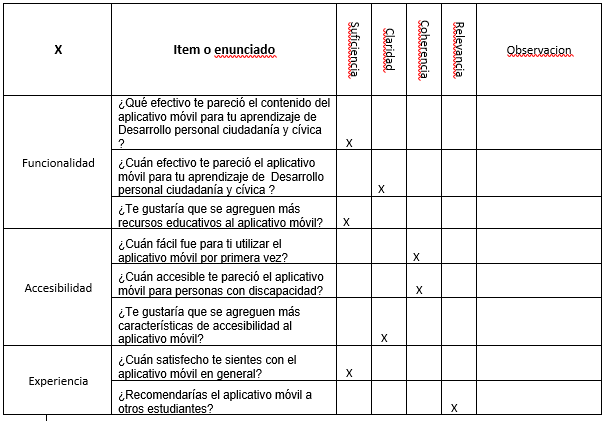 X Item o enunciado Suficiencia Claridad Coherencia Relevancia Observacion
Funcionalidad
¿Qué efectivo te pareció el contenido del
aplicativo móvil para tu aprendizaje de
Desarrollo personal ciudadanía y cívica
? X
¿Cuán efectivo te pareció el aplicativo
móvil para tu aprendizaje de Desarrollo
personal ciudadanía y cívica ? X
¿Te gustaría que se agreguen más
recursos educativos al aplicativo móvil? X
Accesibilidad
¿Cuán fácil fue para ti utilizar el
aplicativo móvil por primera vez? X
¿Cuán accesible te pareció el aplicativo
móvil para personas con discapacidad? X
¿Te gustaría que se agreguen más
características de accesibilidad al
aplicativo móvil? X
Experiencia
¿Cuán satisfecho te sientes con el
aplicativo móvil en general? X
¿Recomendarías el aplicativo móvil a
otros estudiantes? X